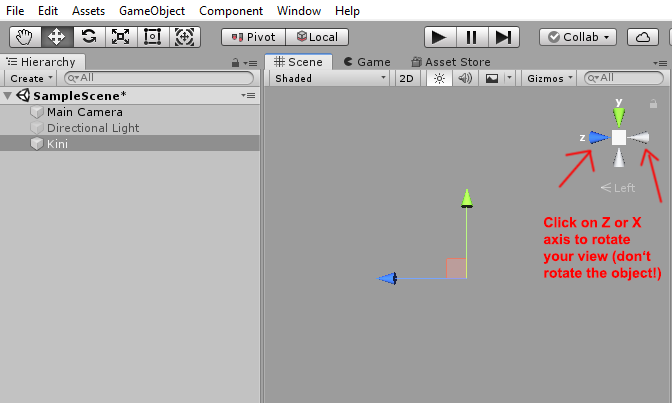 File Edit Assets GameObject Component Window Help
Pivot Local Collab
Hierarchy Scene Game Asset Store
Create All Shaded 2D Gizmos All
SampleScene*
Main Camera
Directional Light
Kini
y
z
Left
Click on Z or X
axis to rotate
your view (don't
rotate the object!)